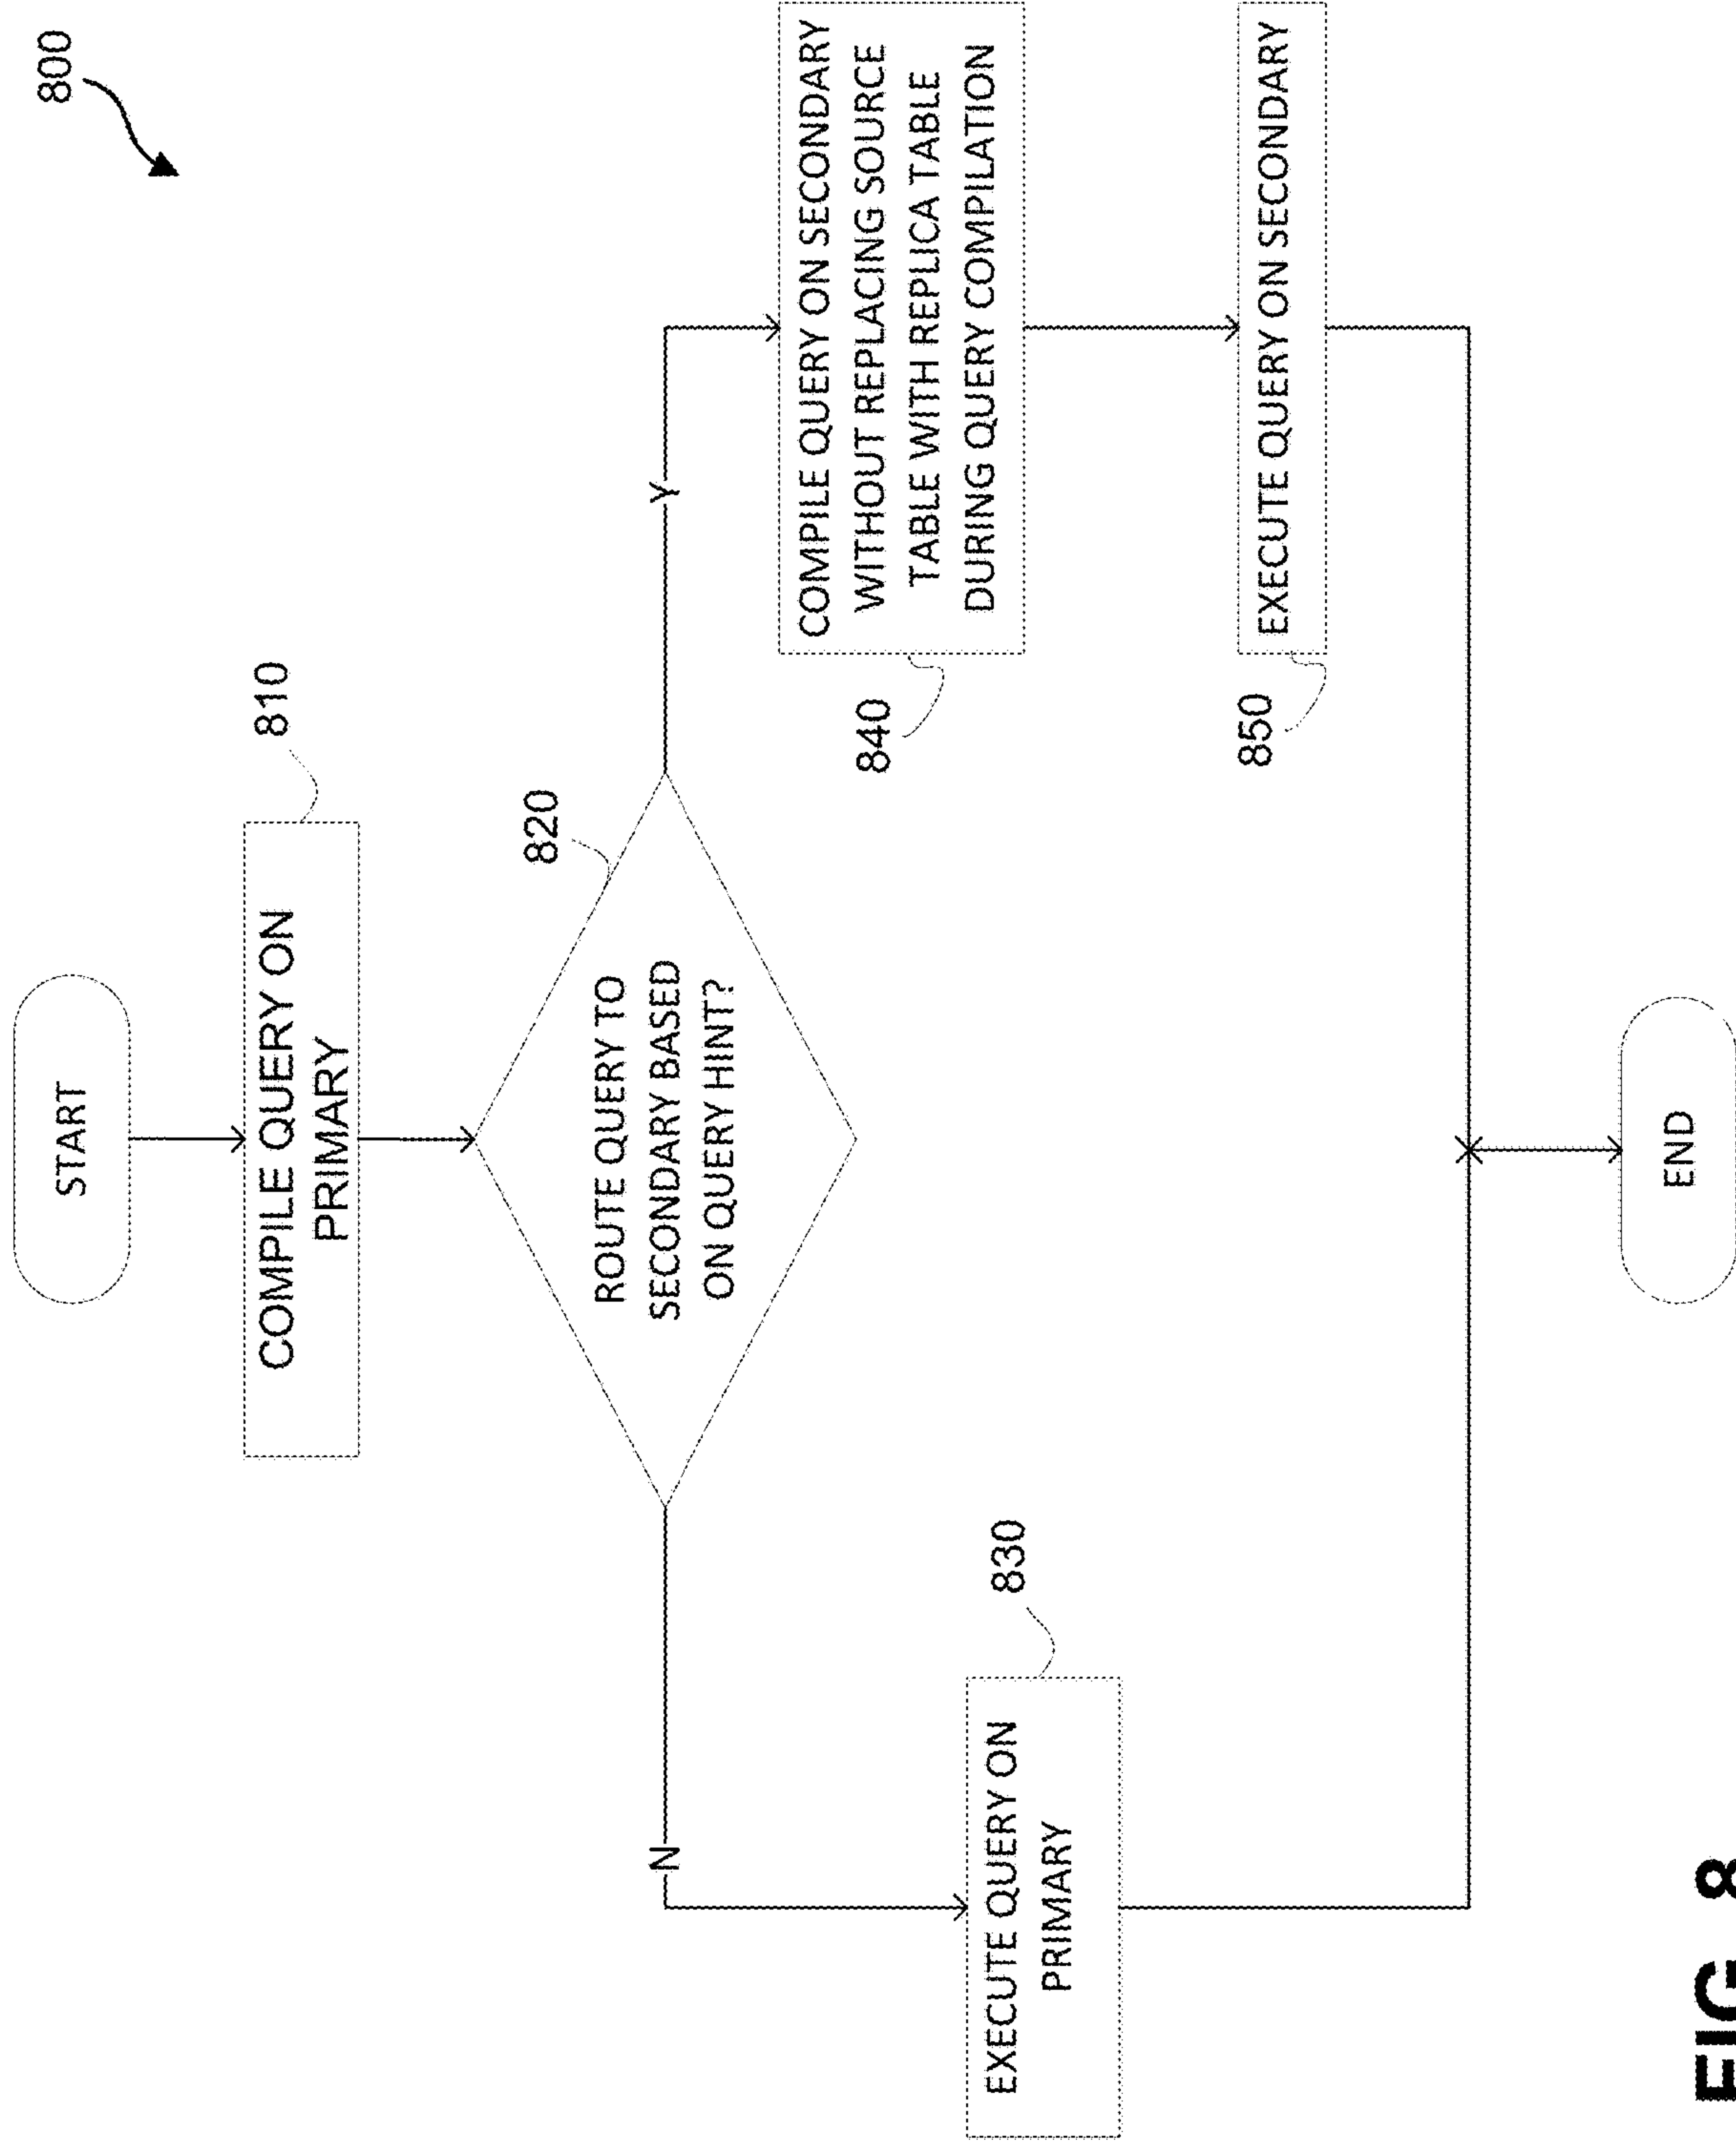 800
START
COMPILE QUERY ON
PRIMARY
810
ROUTE QUERY TO
SECONDARY BASED
ON QUERY HINT?
820
N
Y
EXECUTE QUERY ON
PRIMARY
830
COMPILE QUERY ON SECONDARY
WITHOUT REPLACING SOURCE
TABLE WITH REPLICA TABLE
DURING QUERY COMPILATION
840
EXECUTE QUERY ON SECONDARY
850
END
FIG. 8